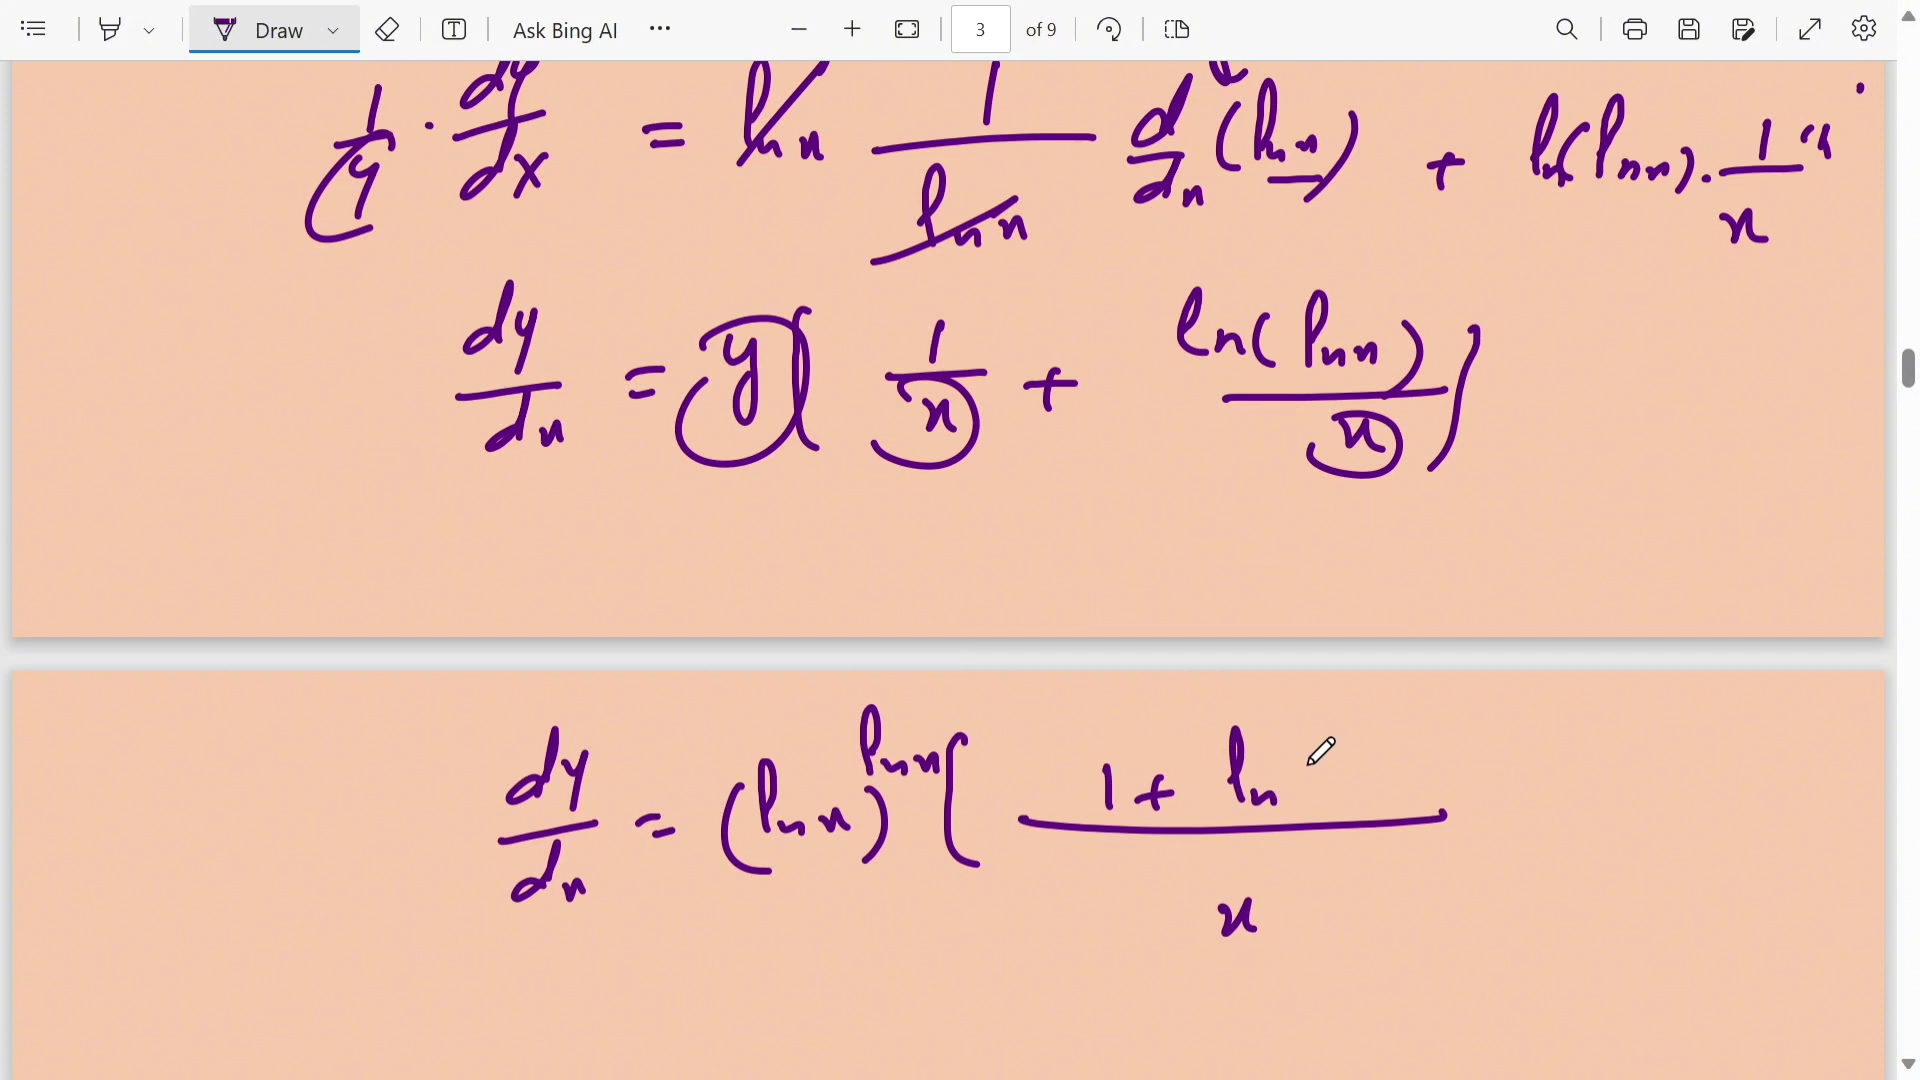 Draw Ask Bing AI 3 of 9
1/y · dy/dx = ln x 1/ln x d/dx (ln x) + ln(ln x) · 1/x
dy/dx = y( 1/x + ln(ln x)/x )
dy/dx = (ln x)^ln x ( 1 + ln / x